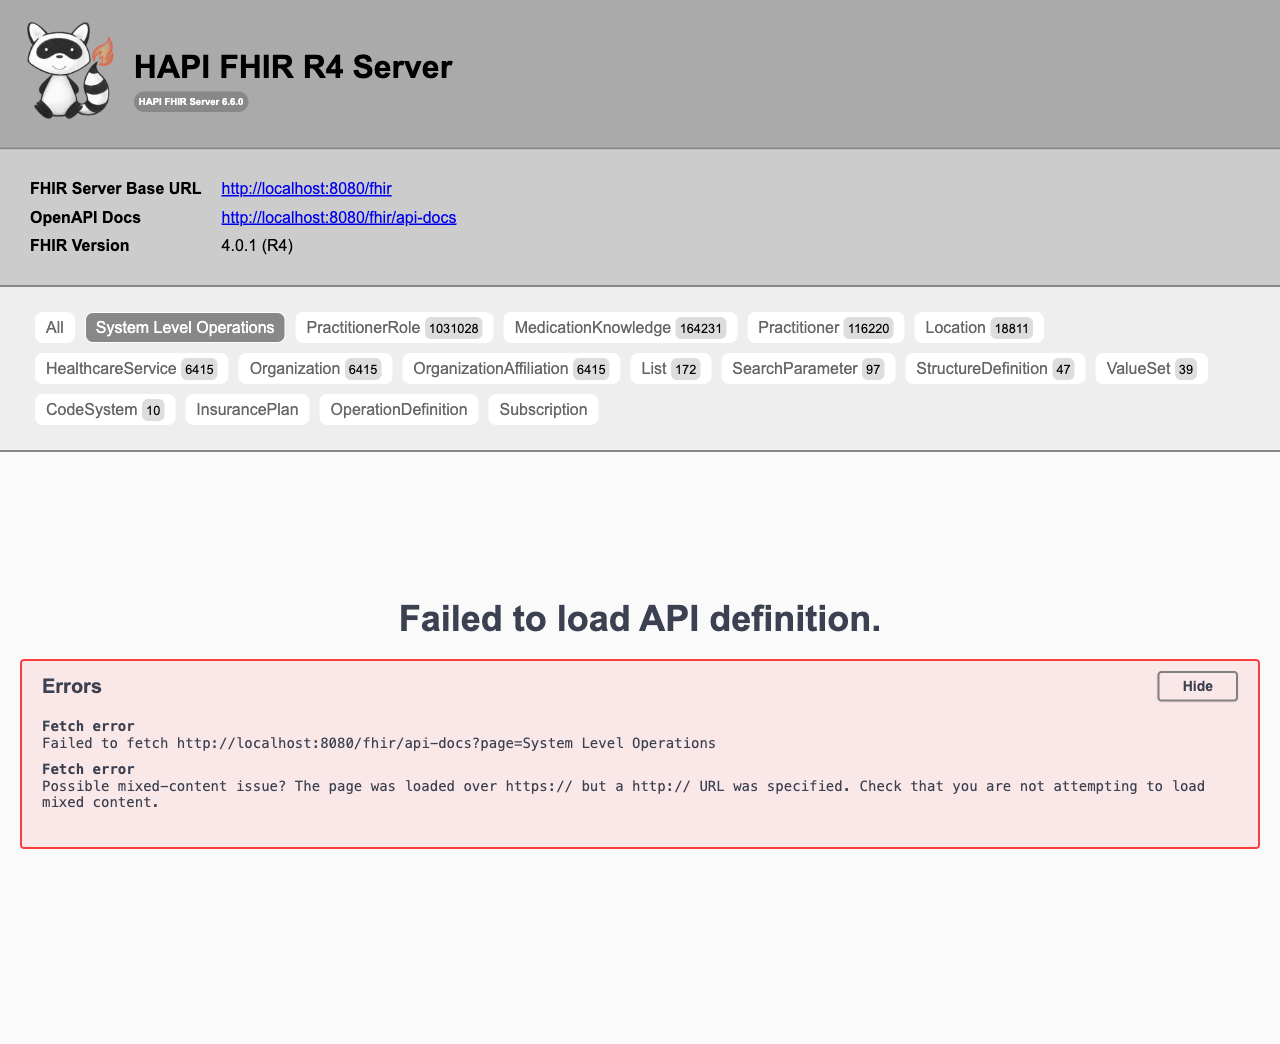 HAPI FHIR R4 Server
HAPI FHIR Server 6.6.0
FHIR Server Base URL http://localhost:8080/fhir
OpenAPI Docs http://localhost:8080/fhir/api-docs
FHIR Version 4.0.1 (R4)
All System Level Operations PractitionerRole 1031028 MedicationKnowledge 164231 Practitioner 116220 Location 18811
HealthcareService 6415 Organization 6415 OrganizationAffiliation 6415 List 172 SearchParameter 97 StructureDefinition 47 ValueSet 39
CodeSystem 10 InsurancePlan OperationDefinition Subscription
Failed to load API definition.
Errors Hide
Fetch error
Failed to fetch http://localhost:8080/fhir/api-docs?page=System Level Operations
Fetch error
Possible mixed-content issue? The page was loaded over https:// but a http:// URL was specified. Check that you are not attempting to load
mixed content.